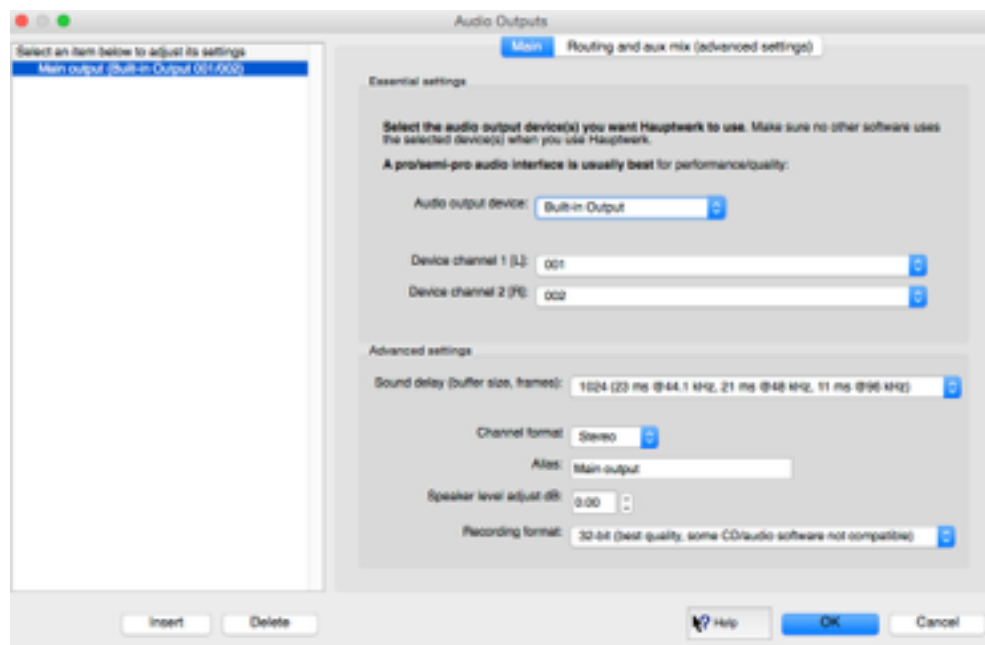 Audio Outputs
Select an item below to adjust its settings
Main output (Built-in Output 001/002)
Main
Routing and aux mix (advanced settings)
Essential settings
Select the audio output device(s) you want Hauptwerk to use. Make sure no other software uses
the selected device(s) when you use Hauptwerk.
A pro/semi-pro audio interface is usually best for performance/quality:
Audio output device: Built-in Output
Device channel 1 [L]: 001
Device channel 2 [R]: 002
Advanced settings
Sound delay (buffer size, frames): 1024 (23 ms @44.1 kHz, 21 ms @48 kHz, 11 ms @96 kHz)
Channel format Stereo
Alias: Main output
Speaker level adjust dB: 0.00
Recording format: 32-bit (best quality, some CD/audio software not compatible)
Insert Delete ? Help OK Cancel